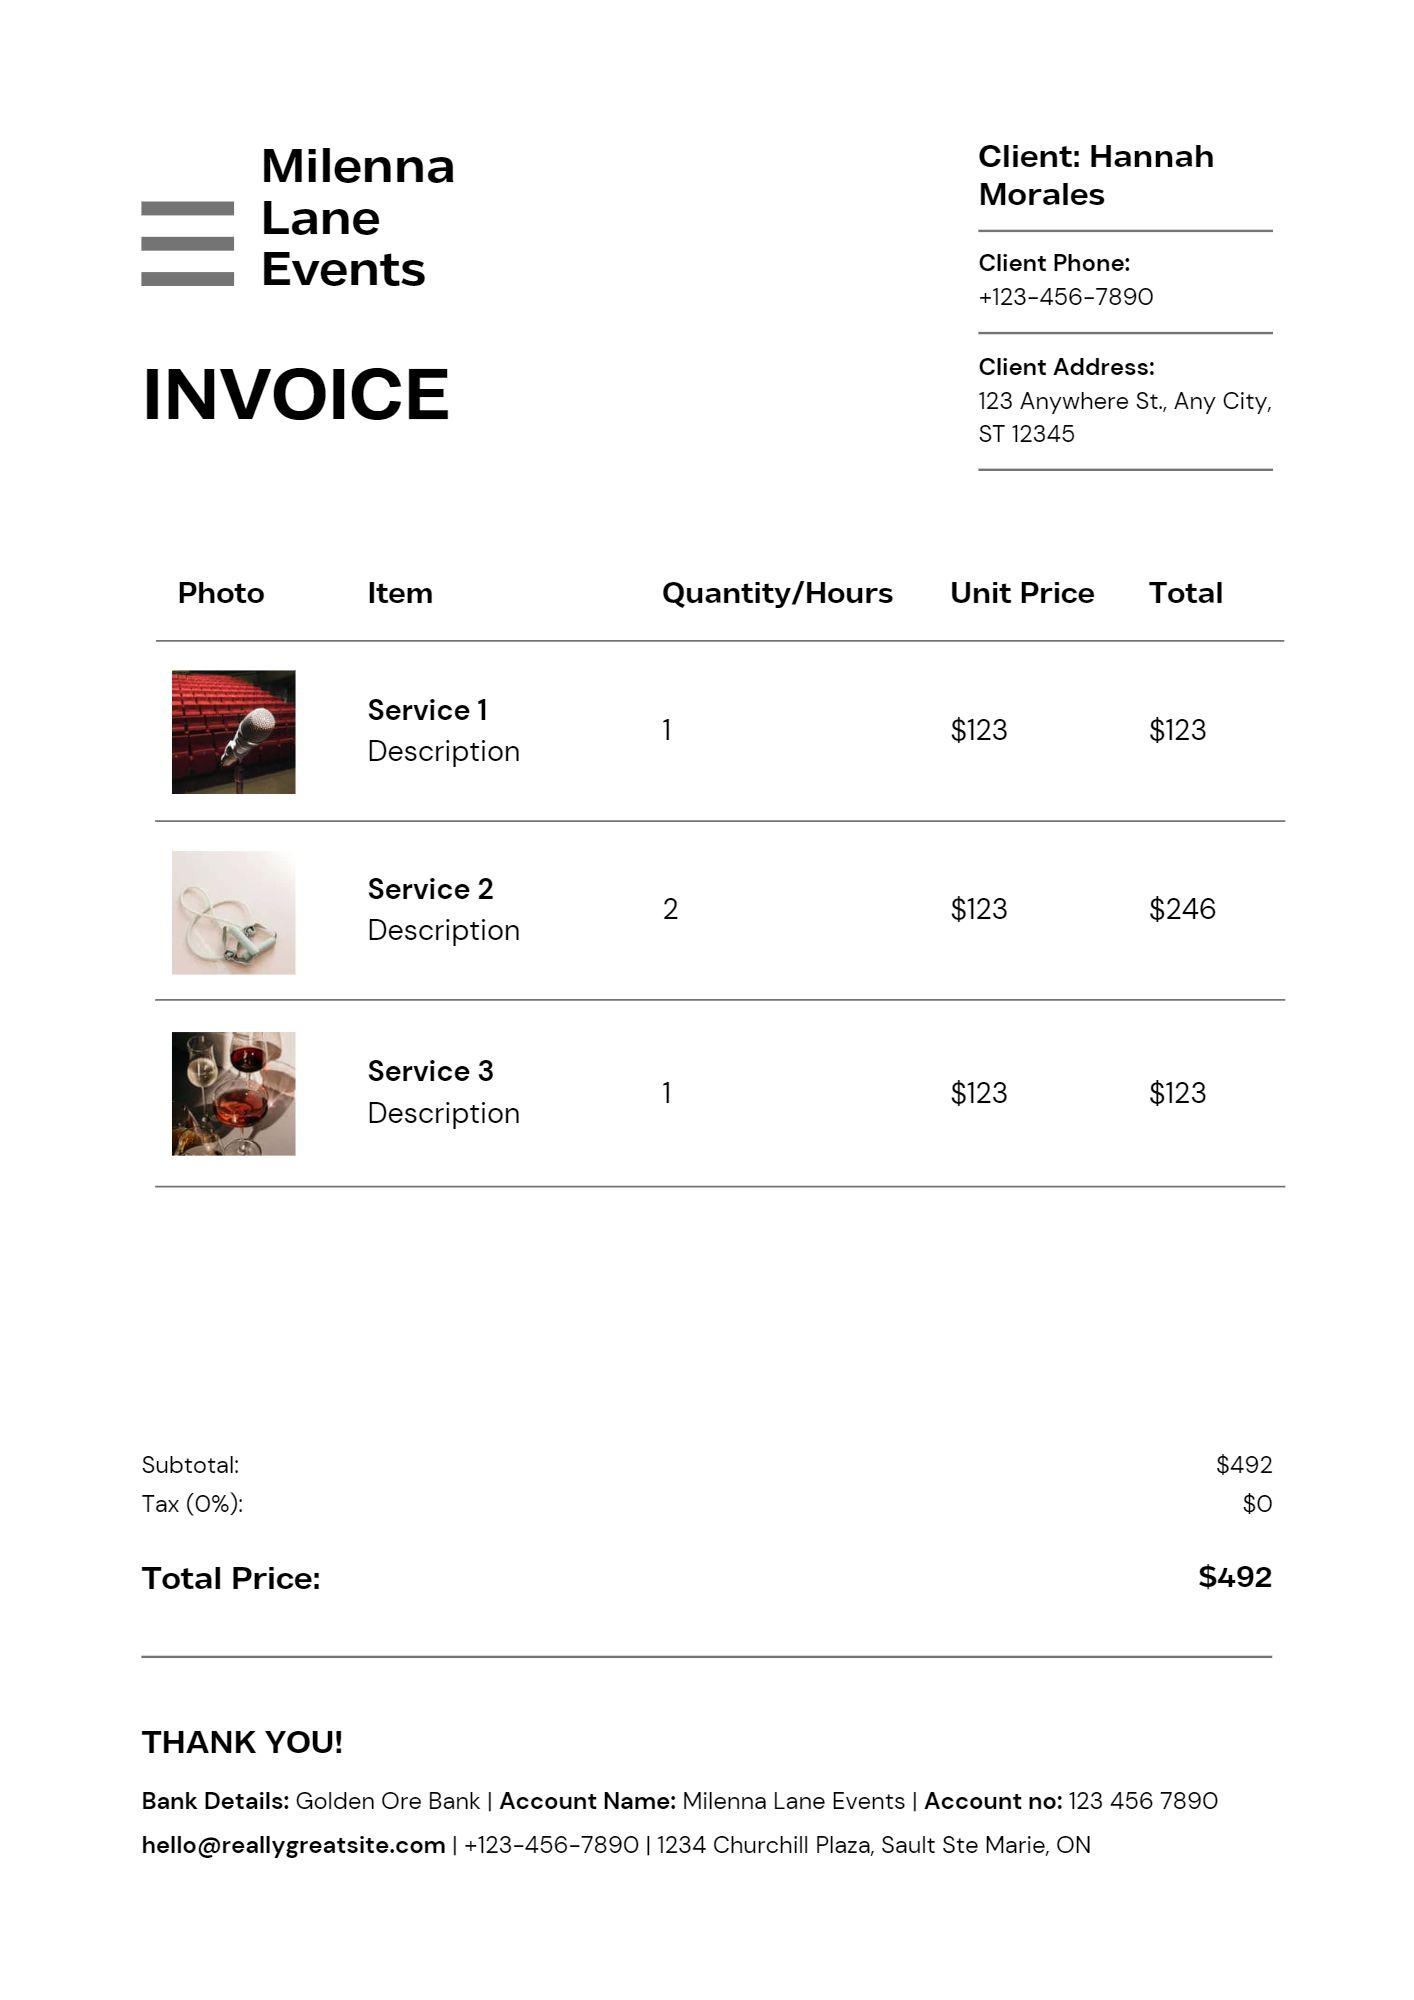 Milenna
Lane
Events
INVOICE
Client: Hannah
Morales
Client Phone:
+123-456-7890
Client Address:
123 Anywhere St., Any City,
ST 12345
Photo Item Quantity/Hours Unit Price Total
Service 1
Description
1 $123 $123
Service 2
Description
2 $123 $246
Service 3
Description
1 $123 $123
Subtotal: $492
Tax (0%): $0
Total Price: $492
THANK YOU!
Bank Details: Golden Ore Bank | Account Name: Milenna Lane Events | Account no: 123 456 7890
hello@reallygreatsite.com | +123-456-7890 | 1234 Churchill Plaza, Sault Ste Marie, ON